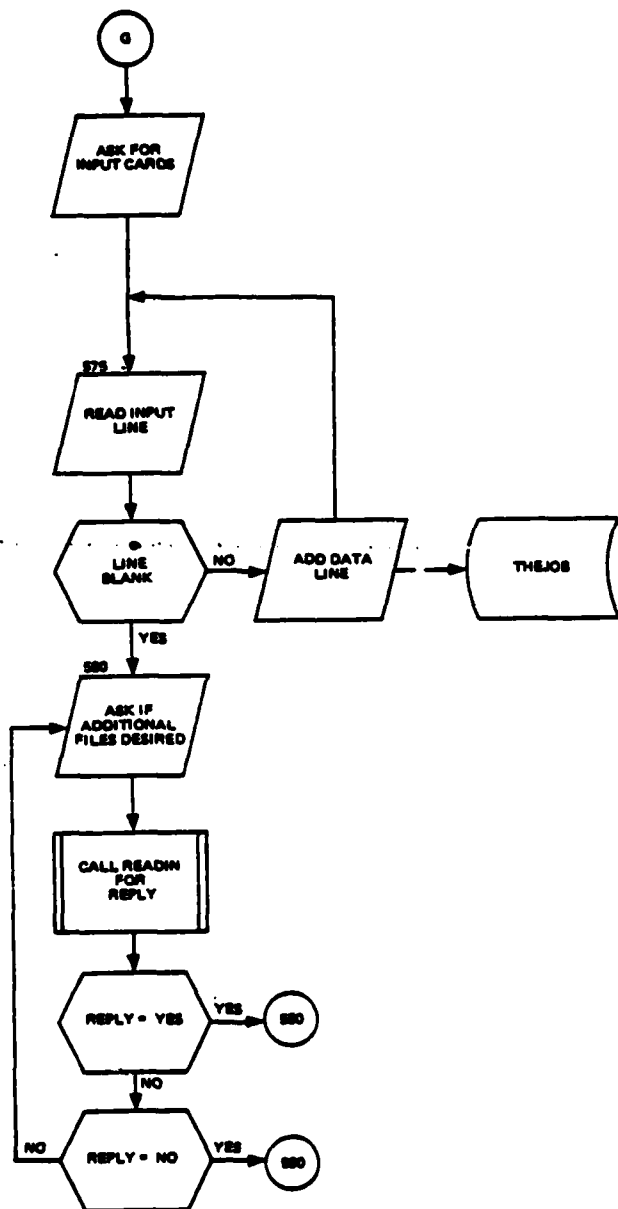 G
ASK FOR
INPUT CARDS
575
READ INPUT
LINE
LINE
BLANK
NO
ADD DATA
LINE
THEJOB
YES
580
ASK IF
ADDITIONAL
FILES DESIRED
CALL READIN
FOR
REPLY
REPLY = YES
YES
NO
REPLY = NO
NO
YES